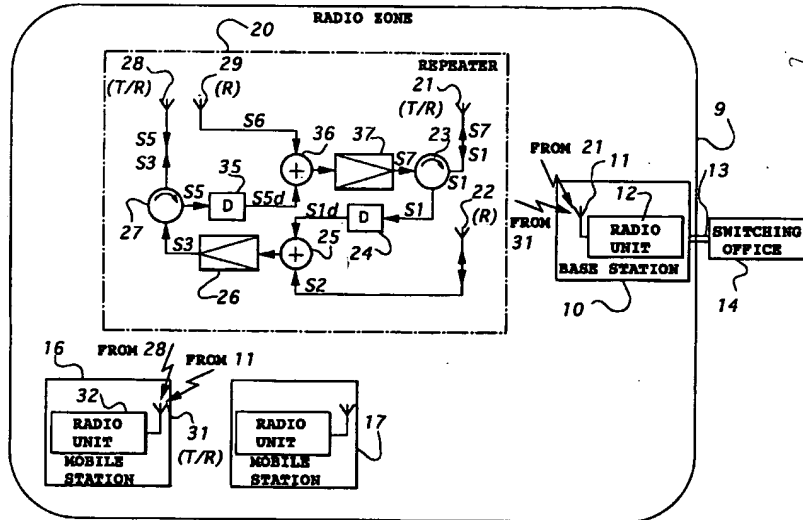 RADIO ZONE
20
28
(T/R)
29
(R)
REPEATER
21
(T/R)
9
S5
S3
S6
36
37
S7
23
S7
S1
S1
FROM 21
11
13
27
S5
35
D
S5d
+
S1d
D
S1
24
22
(R)
FROM
31
12
RADIO
UNIT
BASE STATION
10
SWITCHING
OFFICE
14
S3
26
+
25
S2
16
FROM 28
FROM 11
32
RADIO
UNIT
MOBILE
STATION
31
(T/R)
RADIO
UNIT
MOBILE
STATION
17